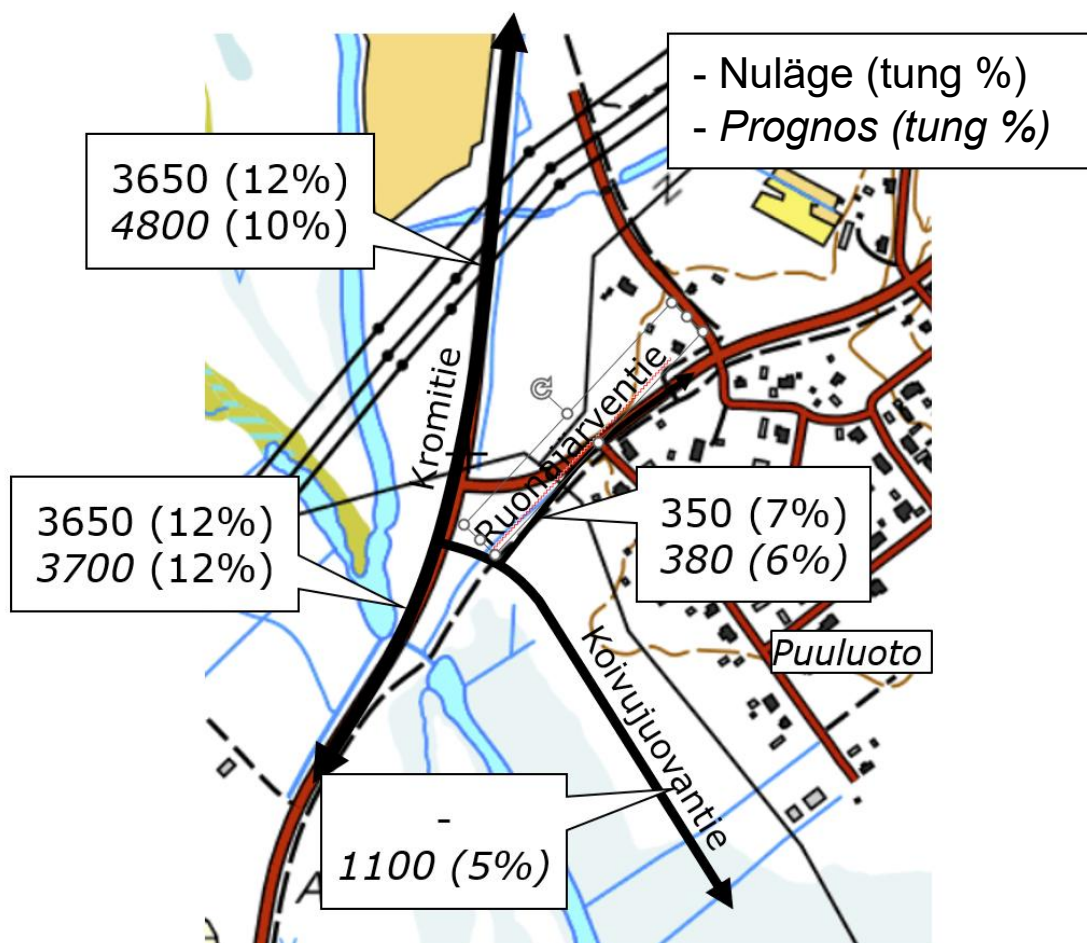 - Nuläge (tung %)
- Prognos (tung %)
3650 (12%)
4800 (10%)
Kromitie
Ruonajärventie
3650 (12%)
3700 (12%)
350 (7%)
380 (6%)
Puuluoto
Koivujuovantie
-
1100 (5%)
A